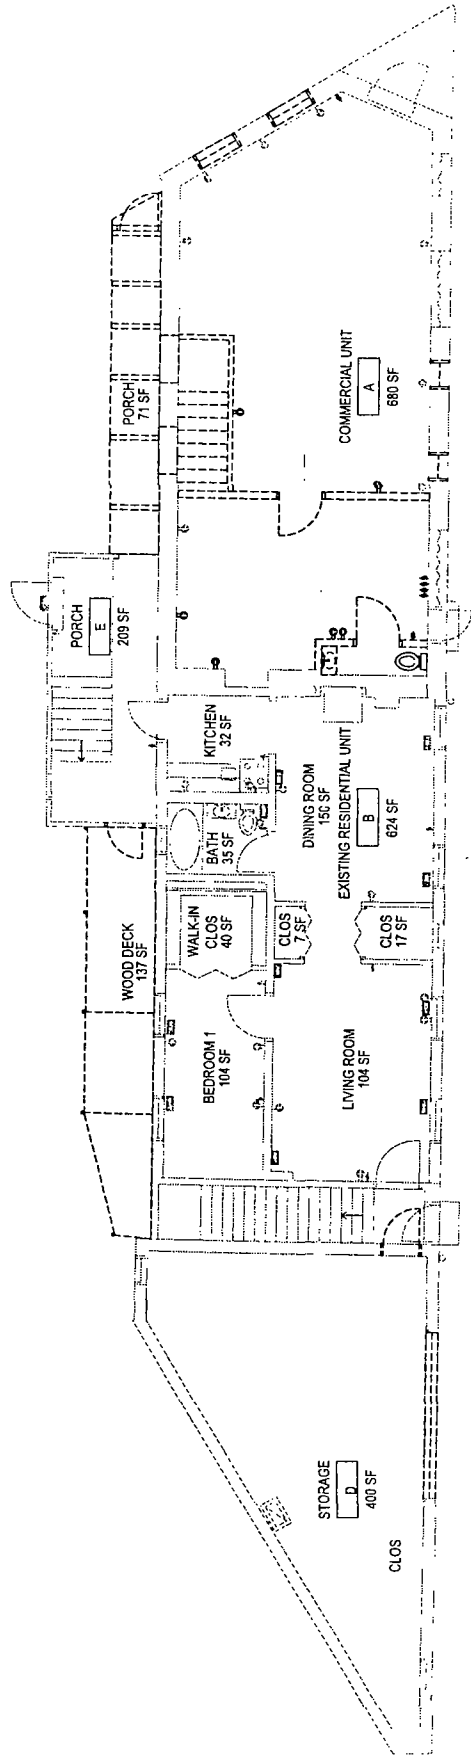 PORCH
71 SF
COMMERCIAL UNIT
A
680 SF
PORCH
E
209 SF
KITCHEN
32 SF
DINING ROOM
150 SF
EXISTING RESIDENTIAL UNIT
B
624 SF
BATH
35 SF
WALK-IN
CLOS
40 SF
CLOS
7 SF
CLOS
17 SF
WOOD DECK
137 SF
BEDROOM 1
104 SF
LIVING ROOM
104 SF
STORAGE
D
400 SF
CLOS